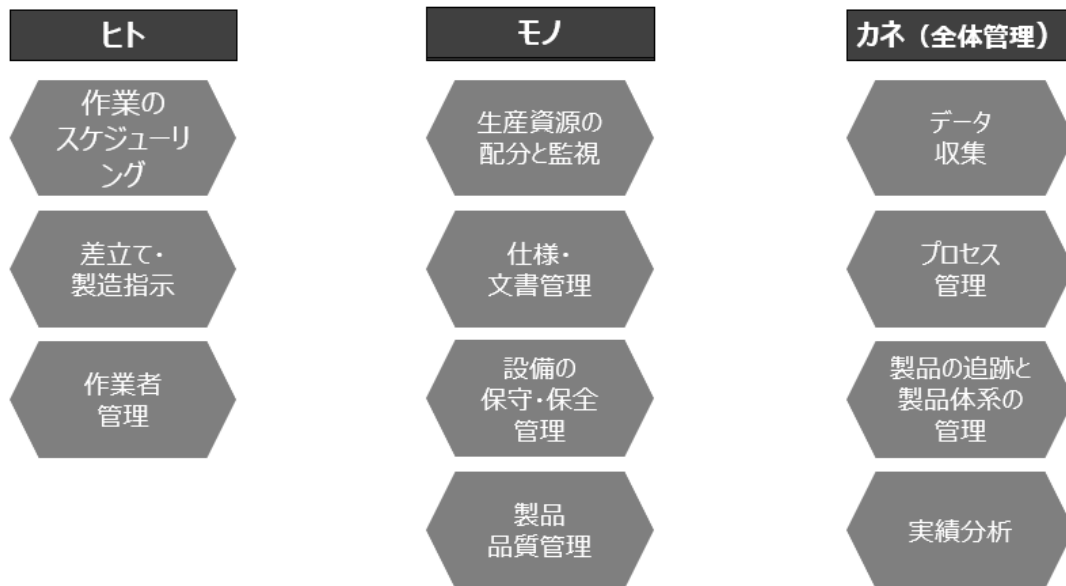 ヒト
作業の
スケジューリ
ング
差立て・
製造指示
作業者
管理
モノ
生産資源の
配分と監視
仕様・
文書管理
設備の
保守・保全
管理
製品
品質管理
カネ（全体管理）
データ
収集
プロセス
管理
製品の追跡と
製品体系の
管理
実績分析